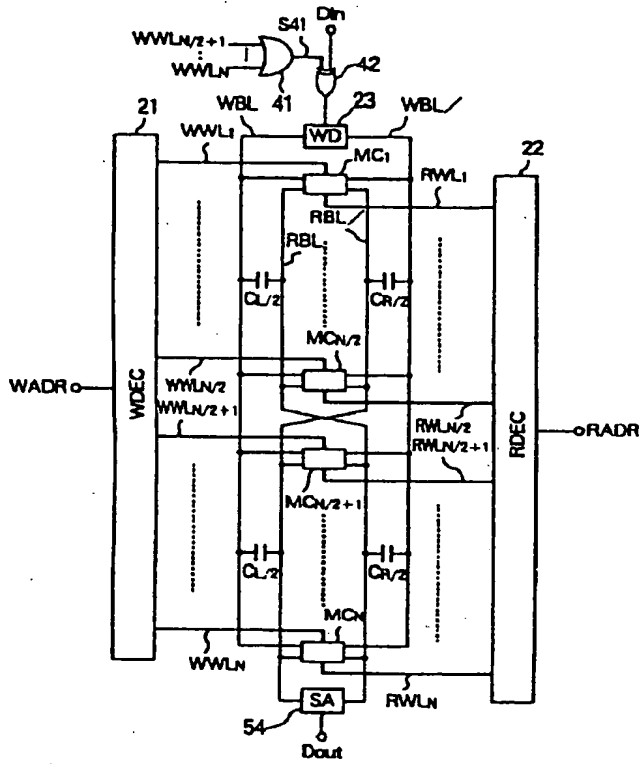 Din
S41
WWLN/2+1
WWLN
42
41
23
WBL
WBL/
21
WWL1
WD
MC1
22
RWL1
RBL/
RBL
CL/2
CR/2
MCN/2
WADR
WDEC
WWLN/2
WWLN/2+1
RWLN/2
RWLN/2+1
RDEC
RADR
MCN/2+1
CL/2
CR/2
MCN
WWLN
RWLN
SA
54
Dout